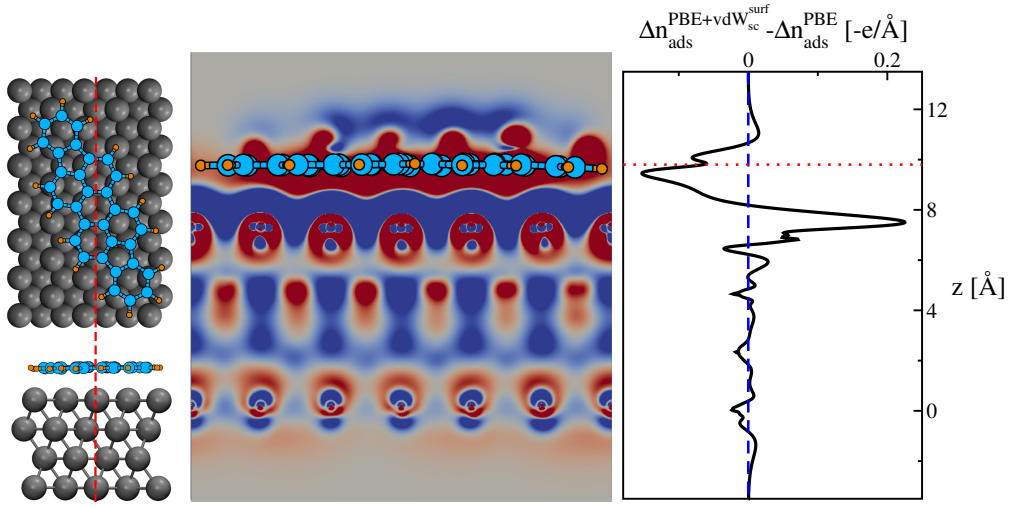 Δn_ads^PBE+vdW_sc^surf -Δn_ads^PBE [-e/Å]
0 0.2
12
8
z [Å]
4
0